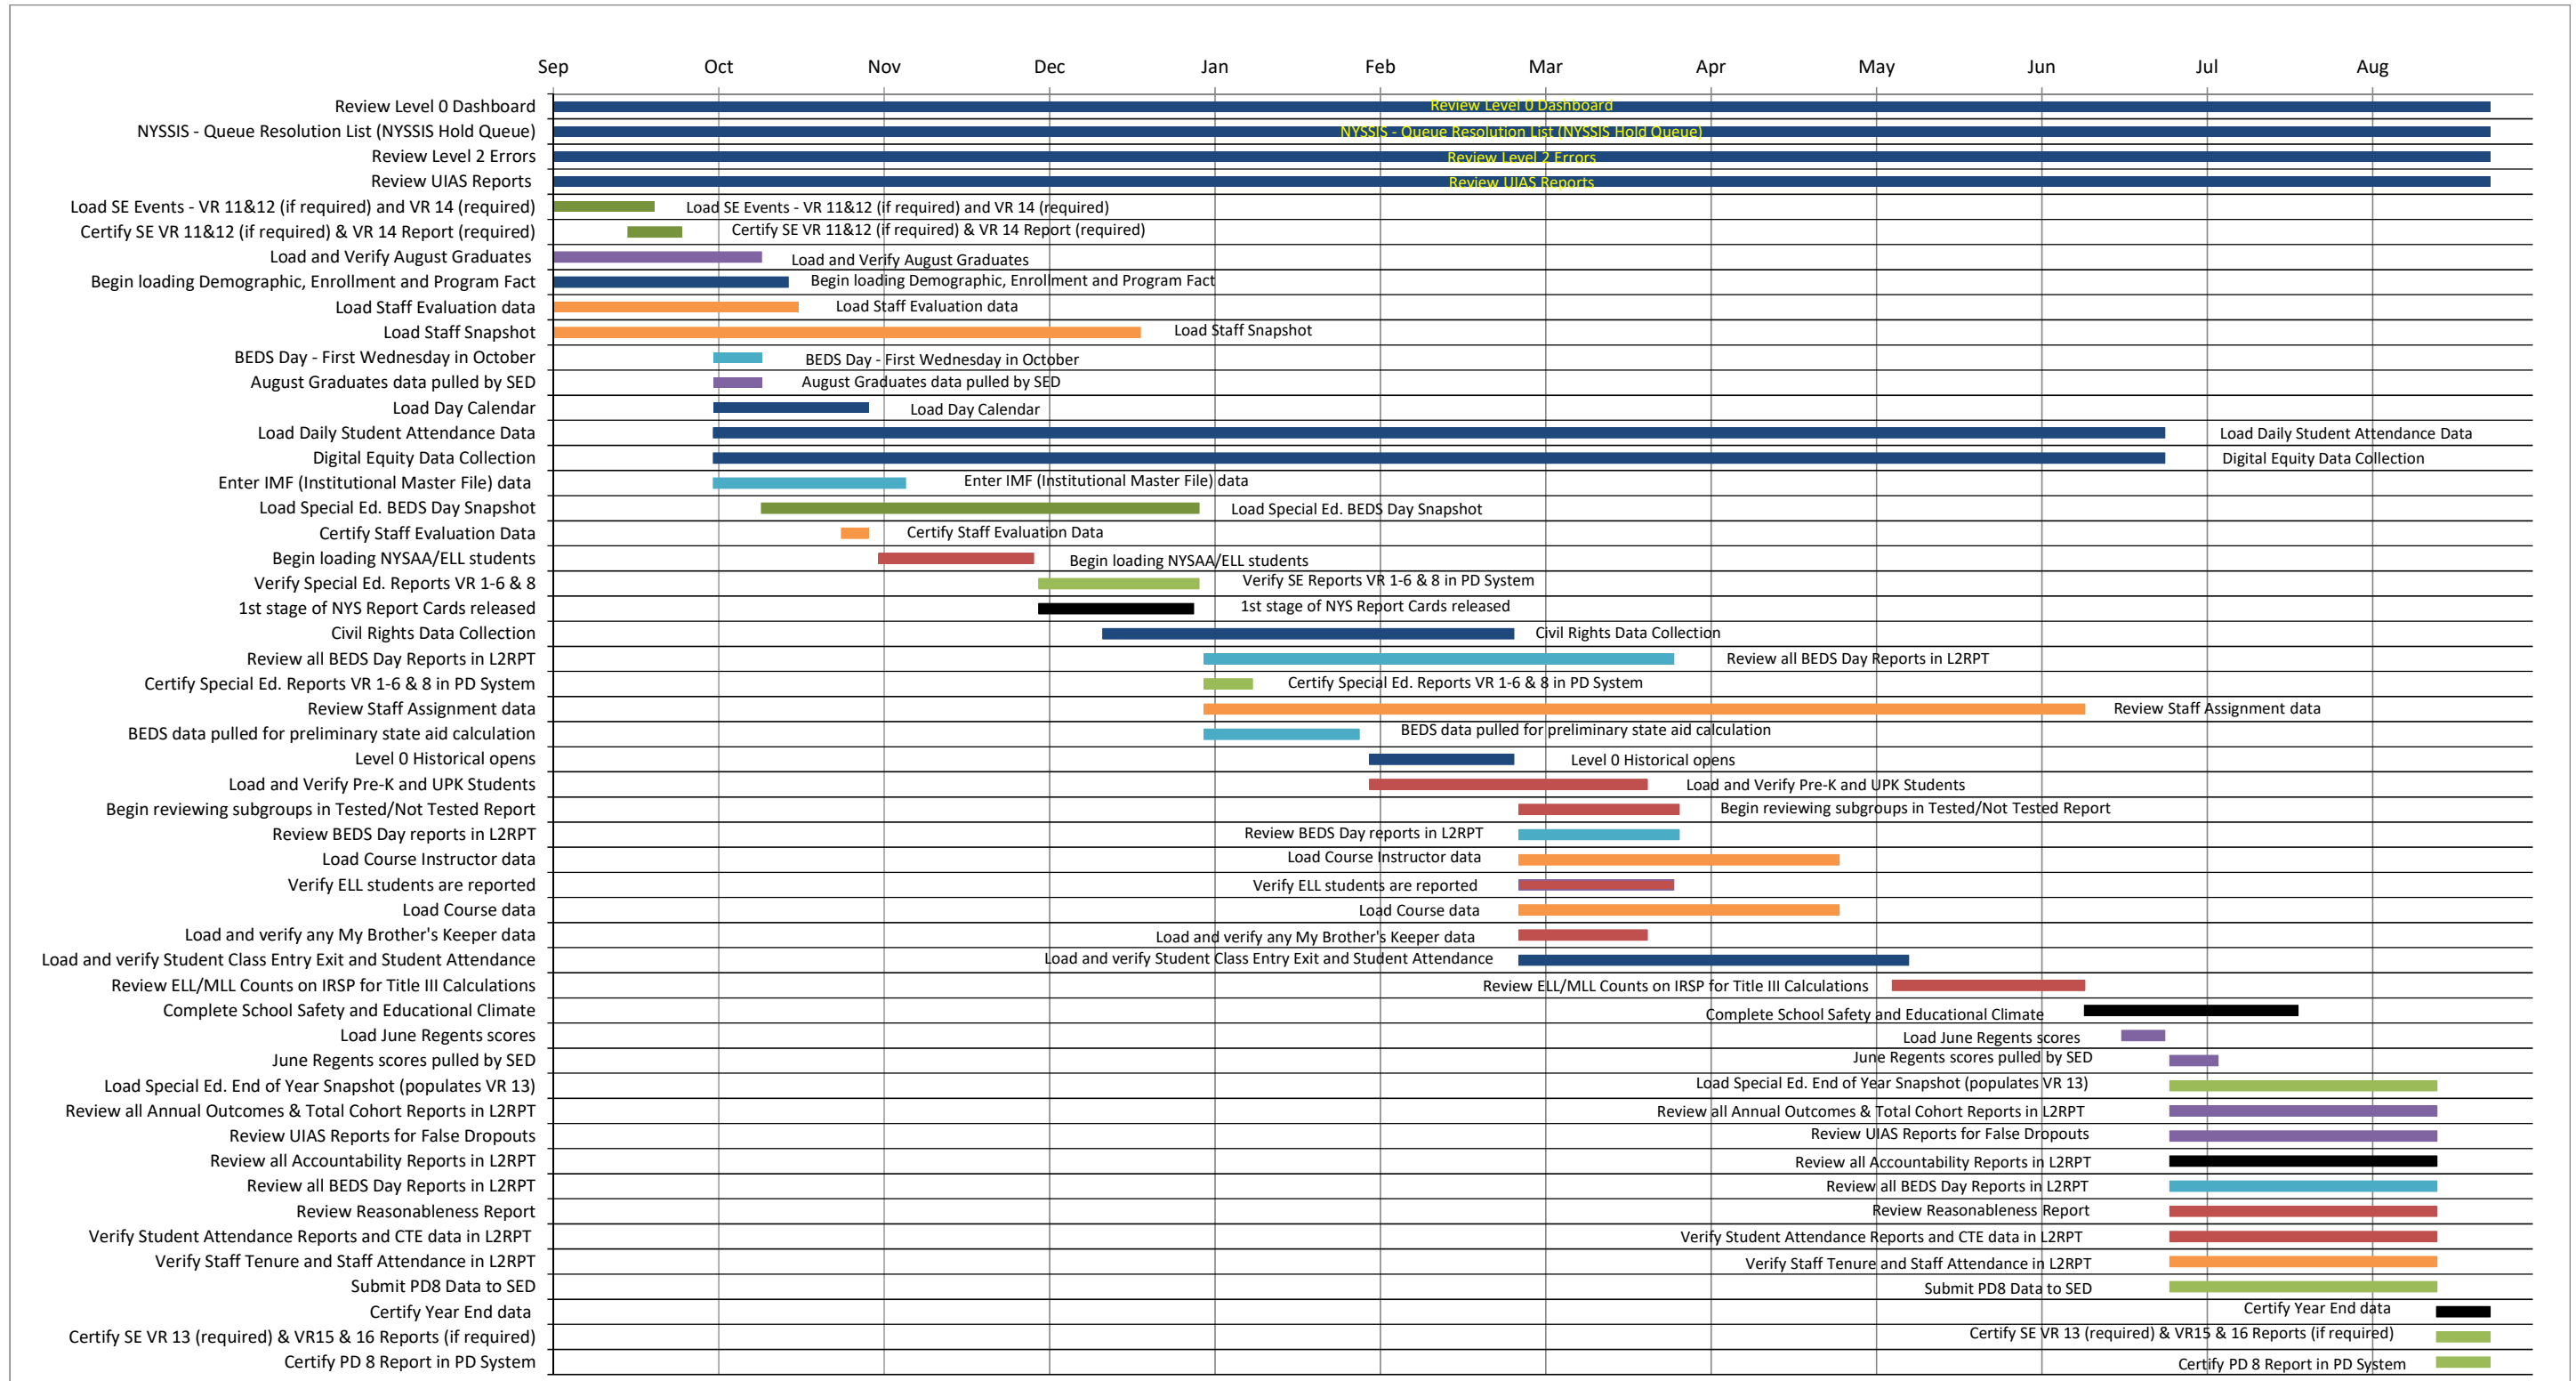 Sep Oct Nov Dec Jan Feb Mar Apr May Jun Jul Aug
Review Level 0 Dashboard Review Level 0 Dashboard
NYSSIS - Queue Resolution List (NYSSIS Hold Queue) NYSSIS - Queue Resolution List (NYSSIS Hold Queue)
Review Level 2 Errors Review Level 2 Errors
Review UIAS Reports Review UIAS Reports
Load SE Events - VR 11&12 (if required) and VR 14 (required) Load SE Events - VR 11&12 (if required) and VR 14 (required)
Certify SE VR 11&12 (if required) & VR 14 Report (required) Certify SE VR 11&12 (if required) & VR 14 Report (required)
Load and Verify August Graduates Load and Verify August Graduates
Begin loading Demographic, Enrollment and Program Fact Begin loading Demographic, Enrollment and Program Fact
Load Staff Evaluation data Load Staff Evaluation data
Load Staff Snapshot Load Staff Snapshot
BEDS Day - First Wednesday in October BEDS Day - First Wednesday in October
August Graduates data pulled by SED August Graduates data pulled by SED
Load Day Calendar Load Day Calendar
Load Daily Student Attendance Data Load Daily Student Attendance Data
Digital Equity Data Collection Digital Equity Data Collection
Enter IMF (Institutional Master File) data Enter IMF (Institutional Master File) data
Load Special Ed. BEDS Day Snapshot Load Special Ed. BEDS Day Snapshot
Certify Staff Evaluation Data Certify Staff Evaluation Data
Begin loading NYSAA/ELL students Begin loading NYSAA/ELL students
Verify Special Ed. Reports VR 1-6 & 8 Verify SE Reports VR 1-6 & 8 in PD System
1st stage of NYS Report Cards released 1st stage of NYS Report Cards released
Civil Rights Data Collection Civil Rights Data Collection
Review all BEDS Day Reports in L2RPT Review all BEDS Day Reports in L2RPT
Certify Special Ed. Reports VR 1-6 & 8 in PD System Certify Special Ed. Reports VR 1-6 & 8 in PD System
Review Staff Assignment data Review Staff Assignment data
BEDS data pulled for preliminary state aid calculation BEDS data pulled for preliminary state aid calculation
Level 0 Historical opens Level 0 Historical opens
Load and Verify Pre-K and UPK Students Load and Verify Pre-K and UPK Students
Begin reviewing subgroups in Tested/Not Tested Report Begin reviewing subgroups in Tested/Not Tested Report
Review BEDS Day reports in L2RPT Review BEDS Day reports in L2RPT
Load Course Instructor data Load Course Instructor data
Verify ELL students are reported Verify ELL students are reported
Load Course data Load Course data
Load and verify any My Brother's Keeper data Load and verify any My Brother's Keeper data
Load and verify Student Class Entry Exit and Student Attendance Load and verify Student Class Entry Exit and Student Attendance
Review ELL/MLL Counts on IRSP for Title III Calculations Review ELL/MLL Counts on IRSP for Title III Calculations
Complete School Safety and Educational Climate Complete School Safety and Educational Climate
Load June Regents scores Load June Regents scores
June Regents scores pulled by SED June Regents scores pulled by SED
Load Special Ed. End of Year Snapshot (populates VR 13) Load Special Ed. End of Year Snapshot (populates VR 13)
Review all Annual Outcomes & Total Cohort Reports in L2RPT Review all Annual Outcomes & Total Cohort Reports in L2RPT
Review UIAS Reports for False Dropouts Review UIAS Reports for False Dropouts
Review all Accountability Reports in L2RPT Review all Accountability Reports in L2RPT
Review all BEDS Day Reports in L2RPT Review all BEDS Day Reports in L2RPT
Review Reasonableness Report Review Reasonableness Report
Verify Student Attendance Reports and CTE data in L2RPT Verify Student Attendance Reports and CTE data in L2RPT
Verify Staff Tenure and Staff Attendance in L2RPT Verify Staff Tenure and Staff Attendance in L2RPT
Submit PD8 Data to SED Submit PD8 Data to SED
Certify Year End data Certify Year End data
Certify SE VR 13 (required) & VR15 & 16 Reports (if required) Certify SE VR 13 (required) & VR15 & 16 Reports (if required)
Certify PD 8 Report in PD System Certify PD 8 Report in PD System